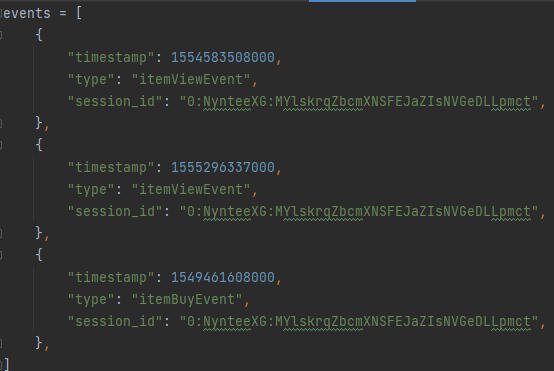 events = [
{
"timestamp": 1554583508000,
"type": "itemViewEvent",
"session_id": "0:NynteeXG:MYlskrqZbcmXNSFEJaZIsNVGeDLLpmct",
},
{
"timestamp": 1555296337000,
"type": "itemViewEvent",
"session_id": "0:NynteeXG:MYlskrqZbcmXNSFEJaZIsNVGeDLLpmct",
},
{
"timestamp": 1549461608000,
"type": "itemBuyEvent",
"session_id": "0:NynteeXG:MYlskrqZbcmXNSFEJaZIsNVGeDLLpmct",
},
]